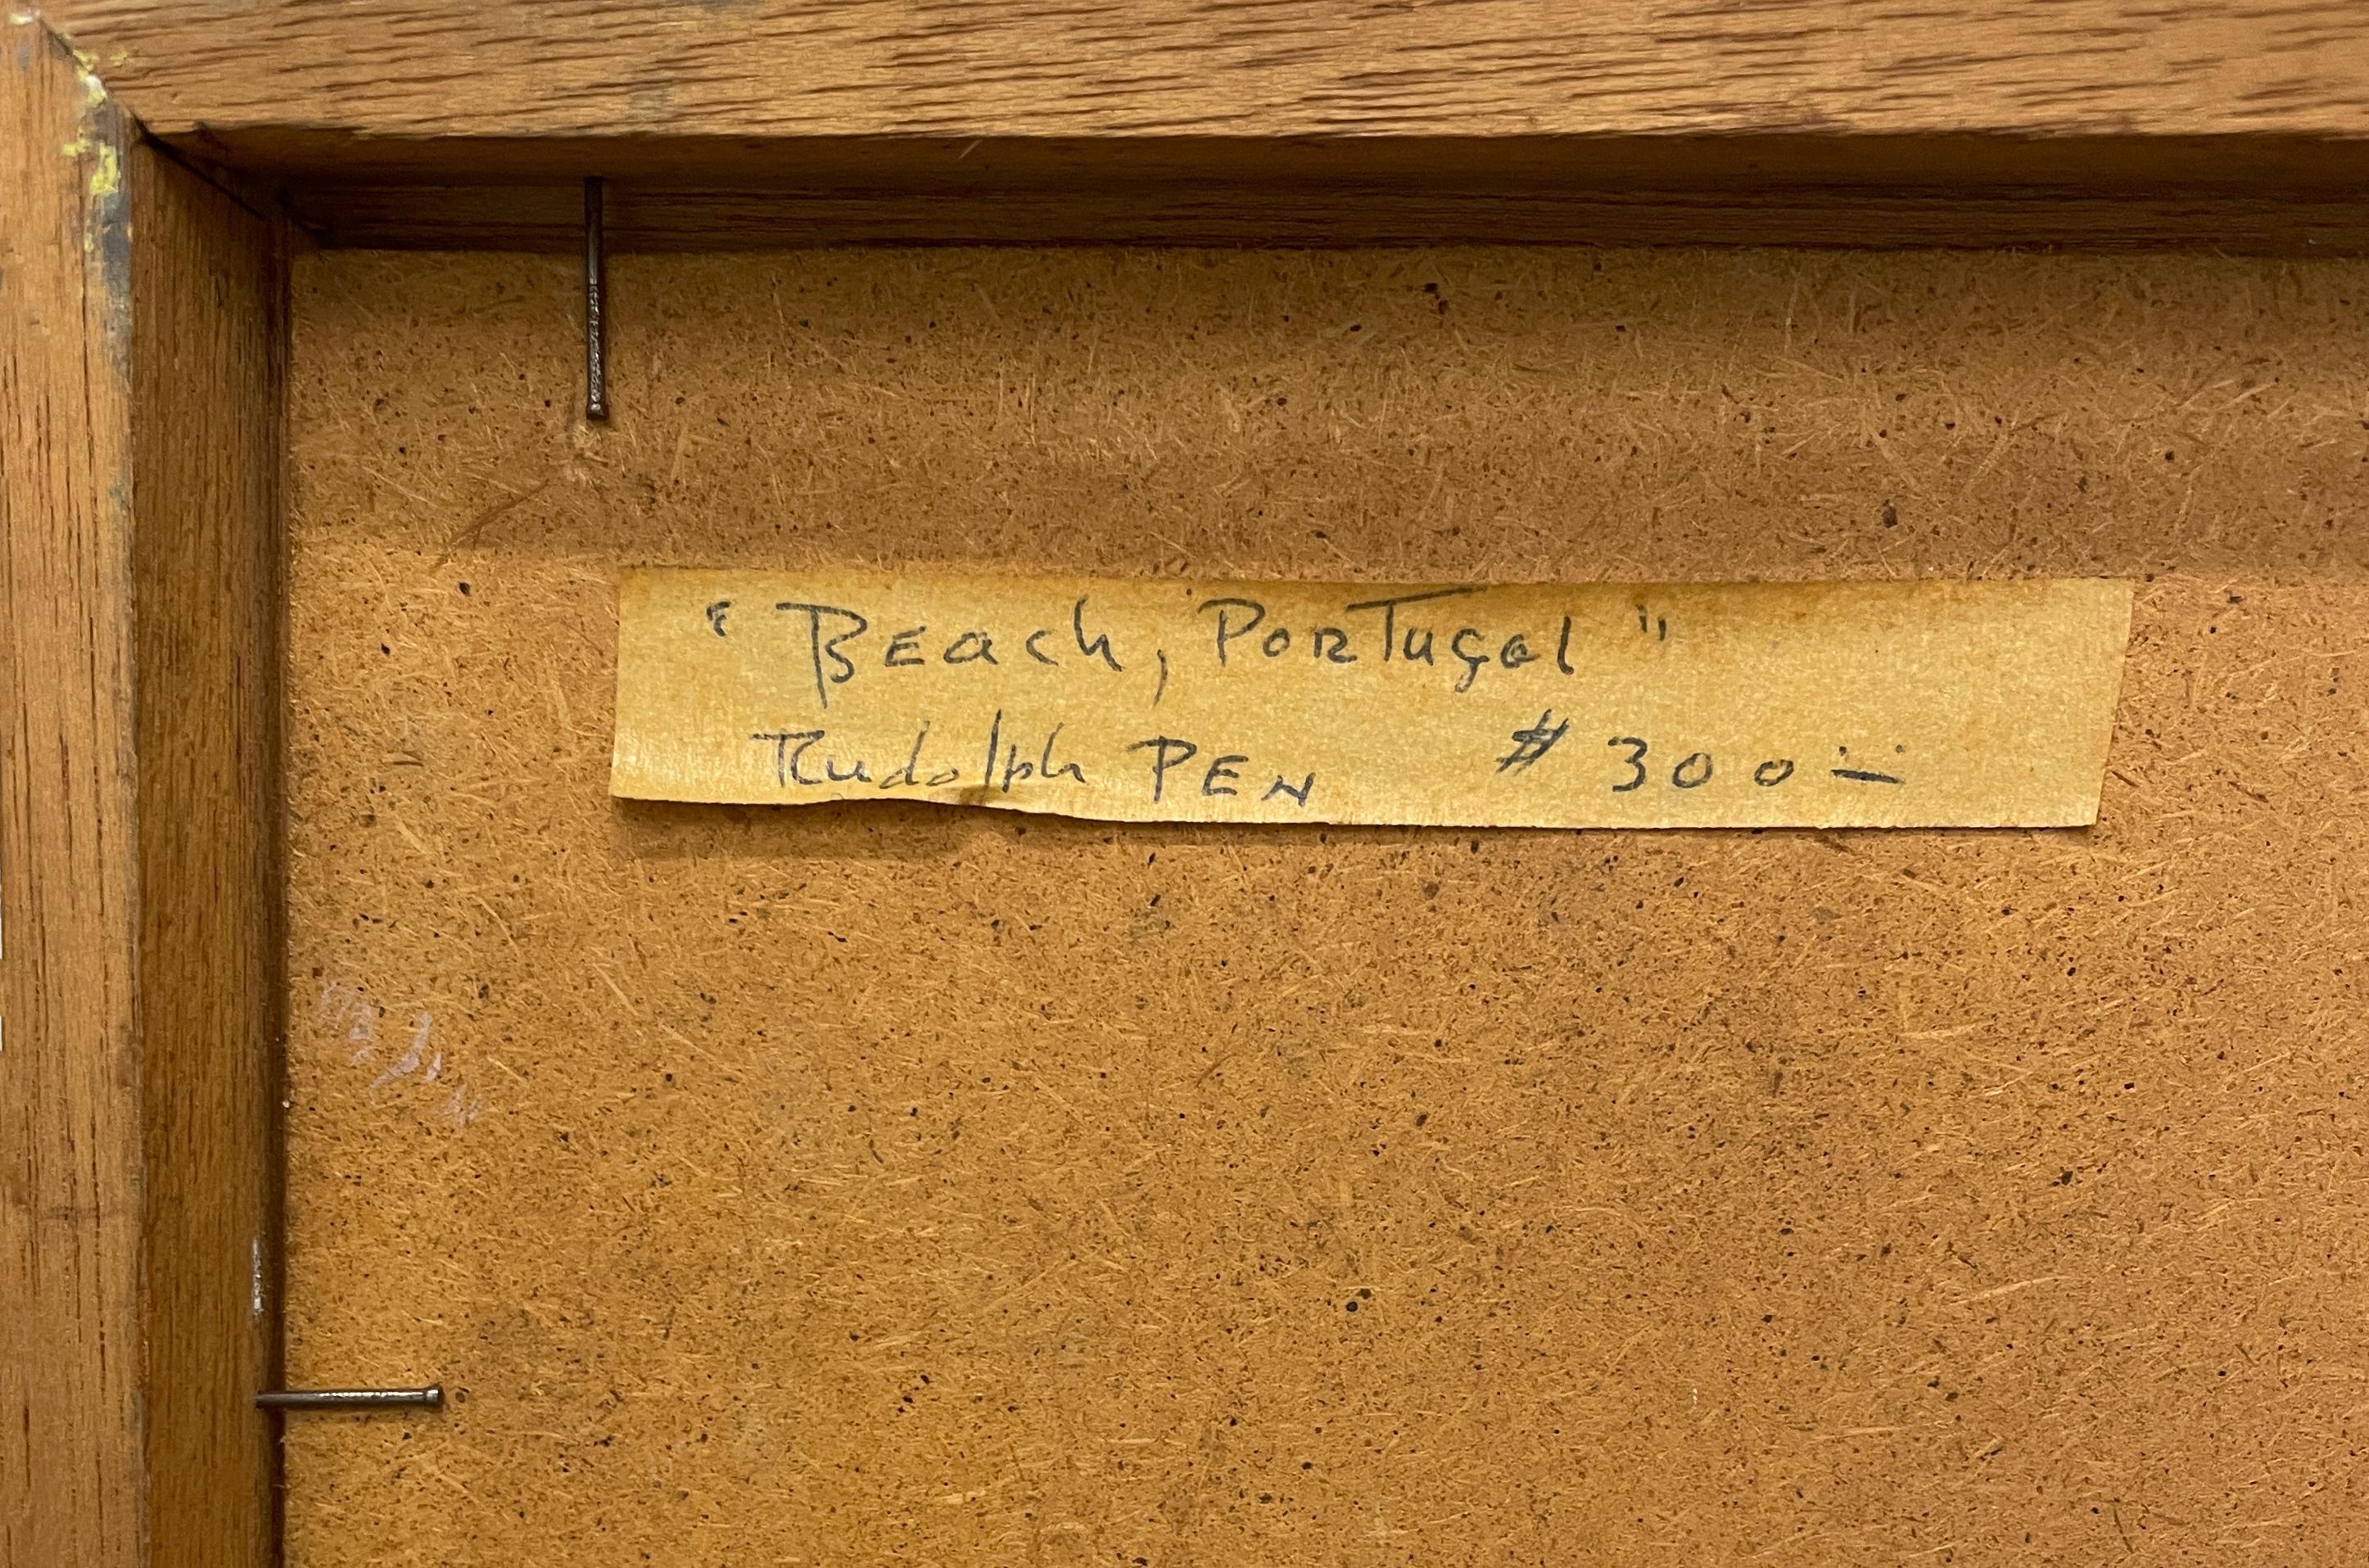 "Beach, Portugal"
Rudolph Pen $300—